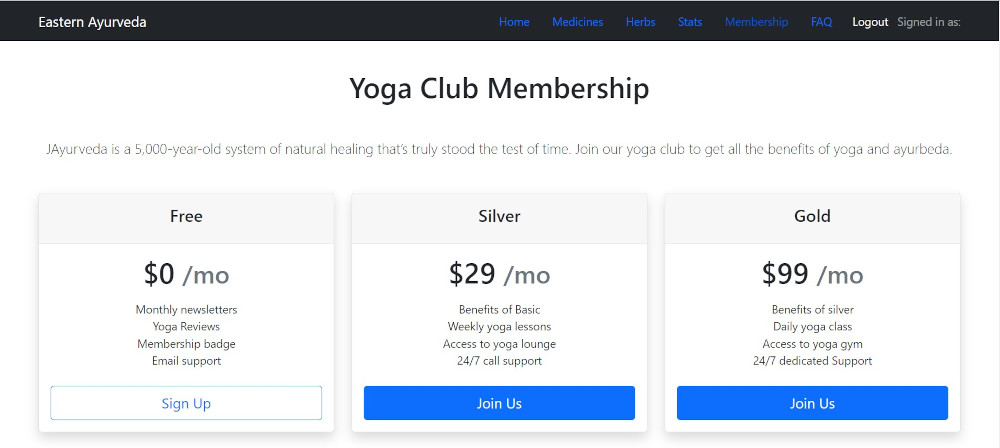 Eastern Ayurveda Home Medicines Herbs Stats Membership FAQ Logout Signed in as:
Yoga Club Membership
JAyurveda is a 5,000-year-old system of natural healing that's truly stood the test of time. Join our yoga club to get all the benefits of yoga and ayurbeda.
Free
$0 /mo
Monthly newsletters
Yoga Reviews
Membership badge
Email support
Sign Up
Silver
$29 /mo
Benefits of Basic
Weekly yoga lessons
Access to yoga lounge
24/7 call support
Join Us
Gold
$99 /mo
Benefits of silver
Daily yoga class
Access to yoga gym
24/7 dedicated Support
Join Us